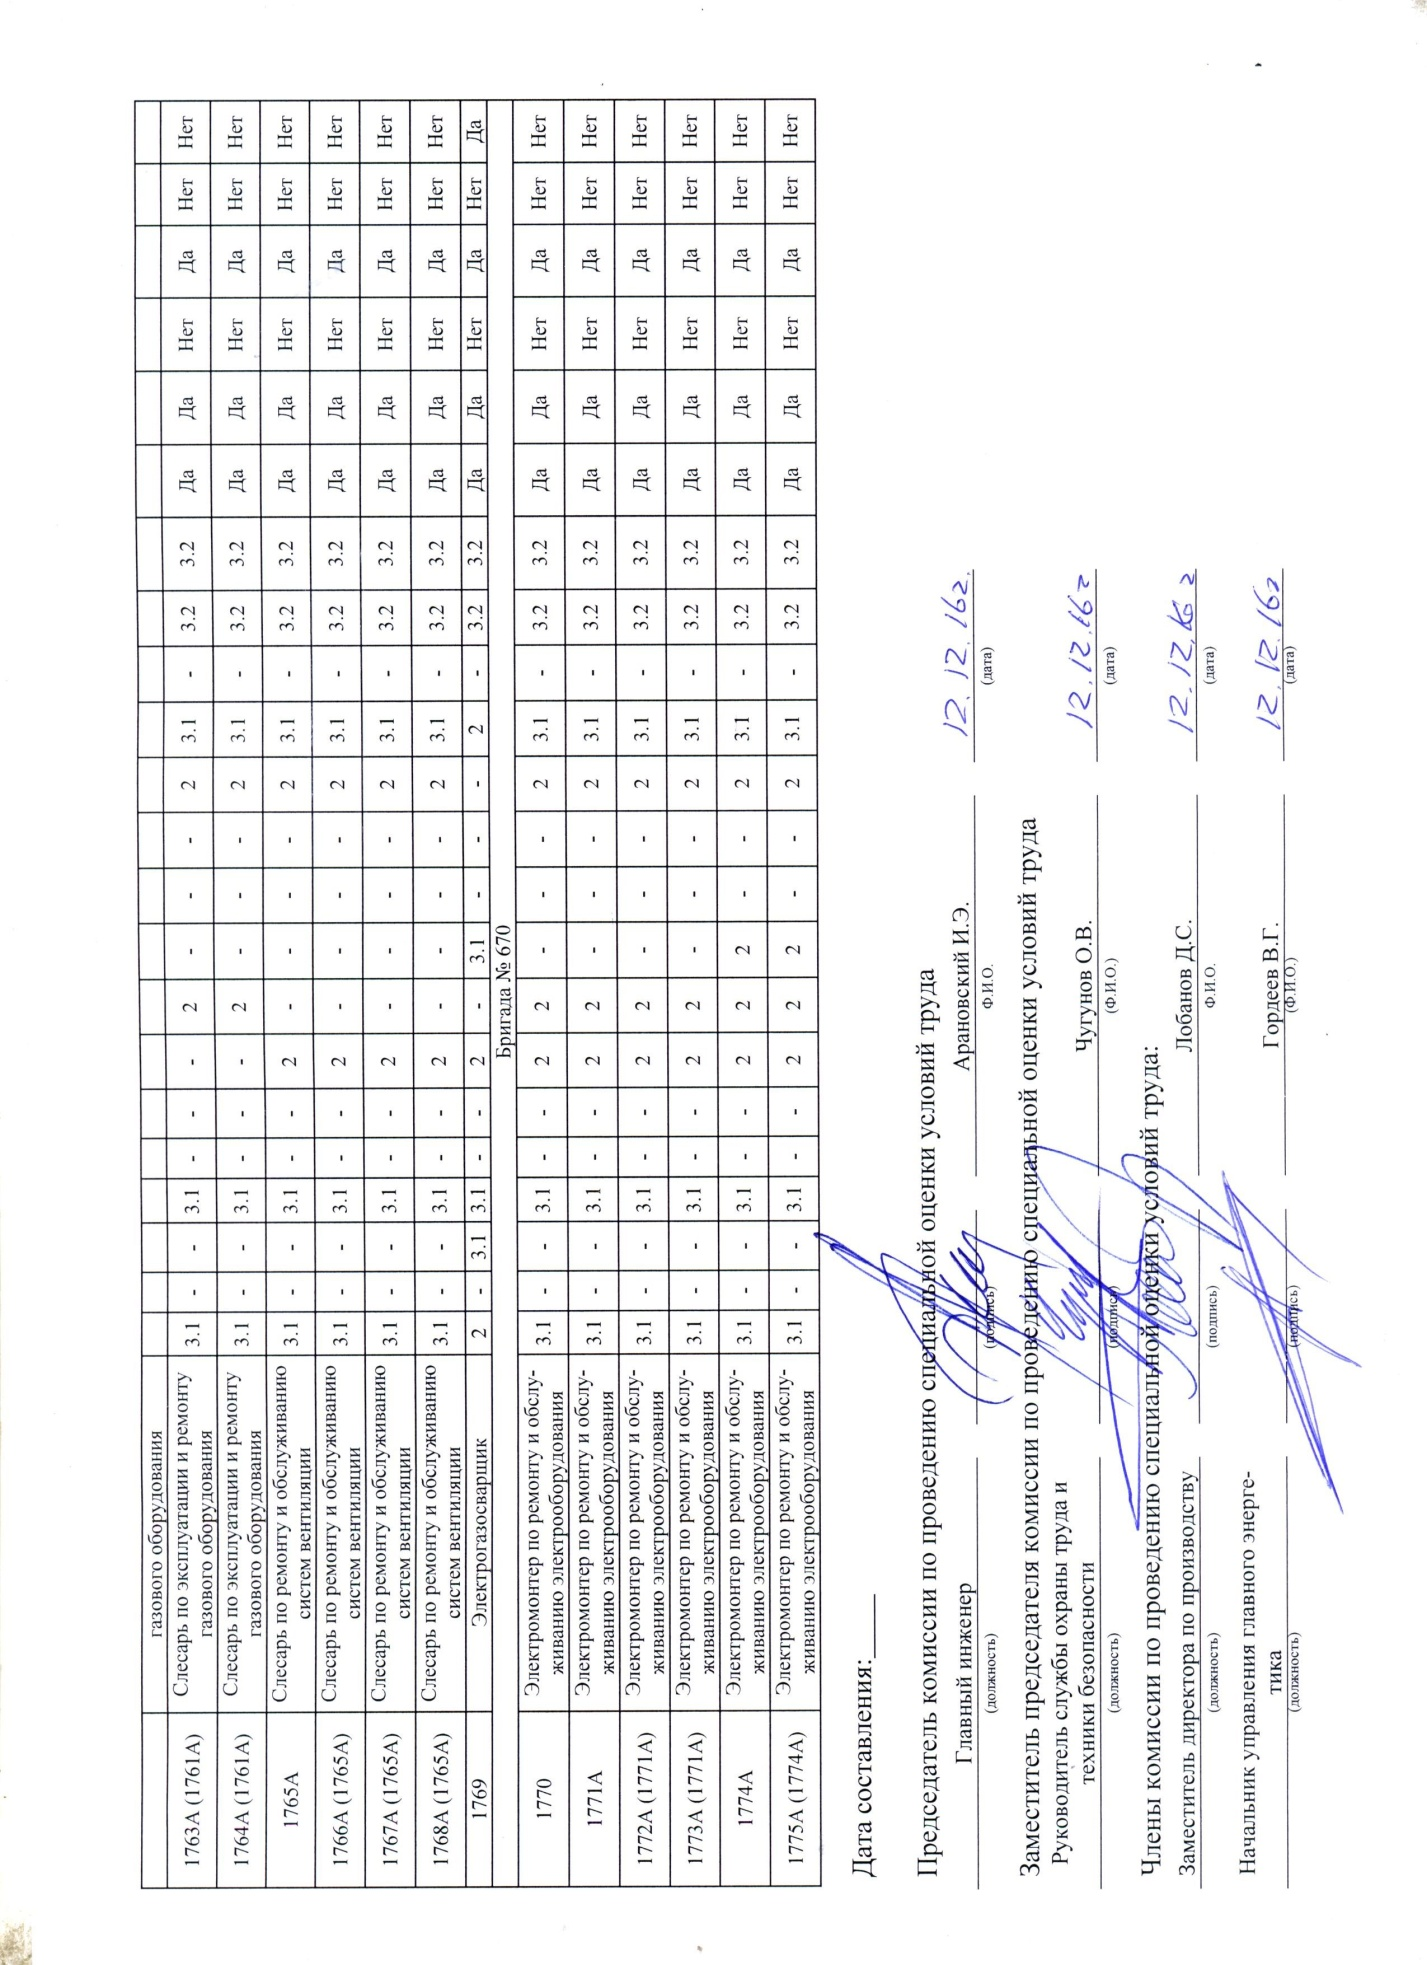 газового оборудования
1763А (1761А) Слесарь по эксплуатации и ремонту 3.1 - - 3.1 - - - 2 - - - 2 3.1 - 3.2 3.2 Да Да Нет Да Нет Нет
газового оборудования
1764А (1761А) Слесарь по эксплуатации и ремонту 3.1 - - 3.1 - - - 2 - - - 2 3.1 - 3.2 3.2 Да Да Нет Да Нет Нет
газового оборудования
1765А Слесарь по ремонту и обслуживанию 3.1 - - 3.1 - - 2 - - - - 2 3.1 - 3.2 3.2 Да Да Нет Да Нет Нет
систем вентиляции
1766А (1765А) Слесарь по ремонту и обслуживанию 3.1 - - 3.1 - - 2 - - - - 2 3.1 - 3.2 3.2 Да Да Нет Да Нет Нет
систем вентиляции
1767А (1765А) Слесарь по ремонту и обслуживанию 3.1 - - 3.1 - - 2 - - - - 2 3.1 - 3.2 3.2 Да Да Нет Да Нет Нет
систем вентиляции
1768А (1765А) Слесарь по ремонту и обслуживанию 3.1 - - 3.1 - - 2 - - - - 2 3.1 - 3.2 3.2 Да Да Нет Да Нет Нет
систем вентиляции
1769 Электрогазосварщик 2 - 3.1 3.1 - - 2 - 3.1 - - - 2 - 3.2 3.2 Да Да Нет Да Нет Да
Бригада № 670
1770 Электромонтер по ремонту и обслу- 3.1 - - 3.1 - - 2 2 - - - 2 3.1 - 3.2 3.2 Да Да Нет Да Нет Нет
живанию электрооборудования
1771А Электромонтер по ремонту и обслу- 3.1 - - 3.1 - - 2 2 - - - 2 3.1 - 3.2 3.2 Да Да Нет Да Нет Нет
живанию электрооборудования
1772А (1771А) Электромонтер по ремонту и обслу- 3.1 - - 3.1 - - 2 2 - - - 2 3.1 - 3.2 3.2 Да Да Нет Да Нет Нет
живанию электрооборудования
1773А (1771А) Электромонтер по ремонту и обслу- 3.1 - - 3.1 - - 2 2 - - - 2 3.1 - 3.2 3.2 Да Да Нет Да Нет Нет
живанию электрооборудования
1774А Электромонтер по ремонту и обслу- 3.1 - - 3.1 - - 2 2 2 - - 2 3.1 - 3.2 3.2 Да Да Нет Да Нет Нет
живанию электрооборудования
1775А (1774А) Электромонтер по ремонту и обслу- 3.1 - - 3.1 - - 2 2 2 - - 2 3.1 - 3.2 3.2 Да Да Нет Да Нет Нет
живанию электрооборудования
Дата составления:
Председатель комиссии по проведению специальной оценки условий труда
Главный инженер Арановский И.Э. 12.12.16г.
(должность) (подпись) Ф.И.О. (дата)
Заместитель председателя комиссии по проведению специальной оценки условий труда
Руководитель службы охраны труда и
техники безопасности Чугунов О.В. 12.12.16г
(должность) (подпись) (Ф.И.О.) (дата)
Члены комиссии по проведению специальной оценки условий труда:
Заместитель директора по производству Лобанов Д.С. 12.12.16г
(должность) (подпись) Ф.И.О. (дата)
Начальник управления главного энерге-
тика Гордеев В.Г. 12.12.16г
(должность) (подпись) (Ф.И.О.) (дата)